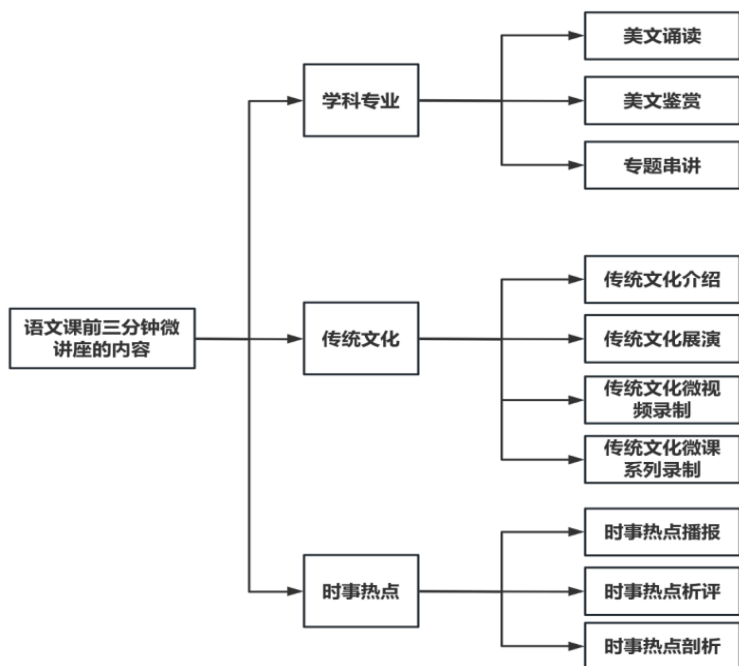 语文课前三分钟微
讲座的内容
学科专业
美文诵读
美文鉴赏
专题串讲
传统文化
传统文化介绍
传统文化展演
传统文化微视
频录制
传统文化微课
系列录制
时事热点
时事热点播报
时事热点析评
时事热点剖析